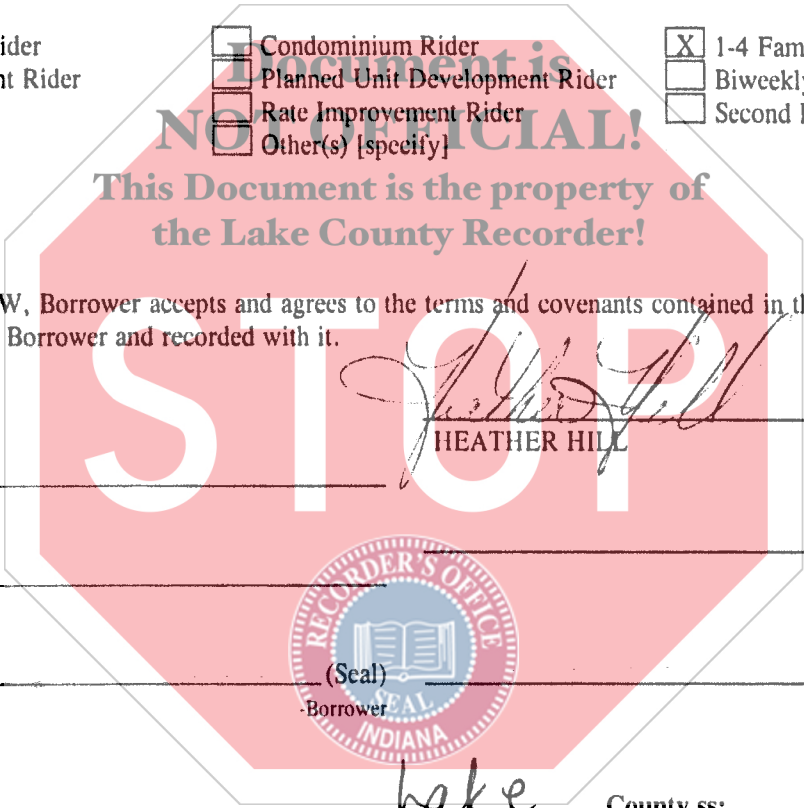 ider Condominium Rider X 1-4 Fam
nt Rider Planned Unit Development Rider Biweekly
Rate Improvement Rider Second
Other(s) [specify]
Document is
NOT OFFICIAL!
This Document is the property of
the Lake County Recorder!
W, Borrower accepts and agrees to the terms and covenants contained in th
Borrower and recorded with it.
Heather Hill
HEATHER HILL
STOP
RECORDER'S OFFICE
SEAL
INDIANA
(Seal)
-Borrower
Lake County ss: